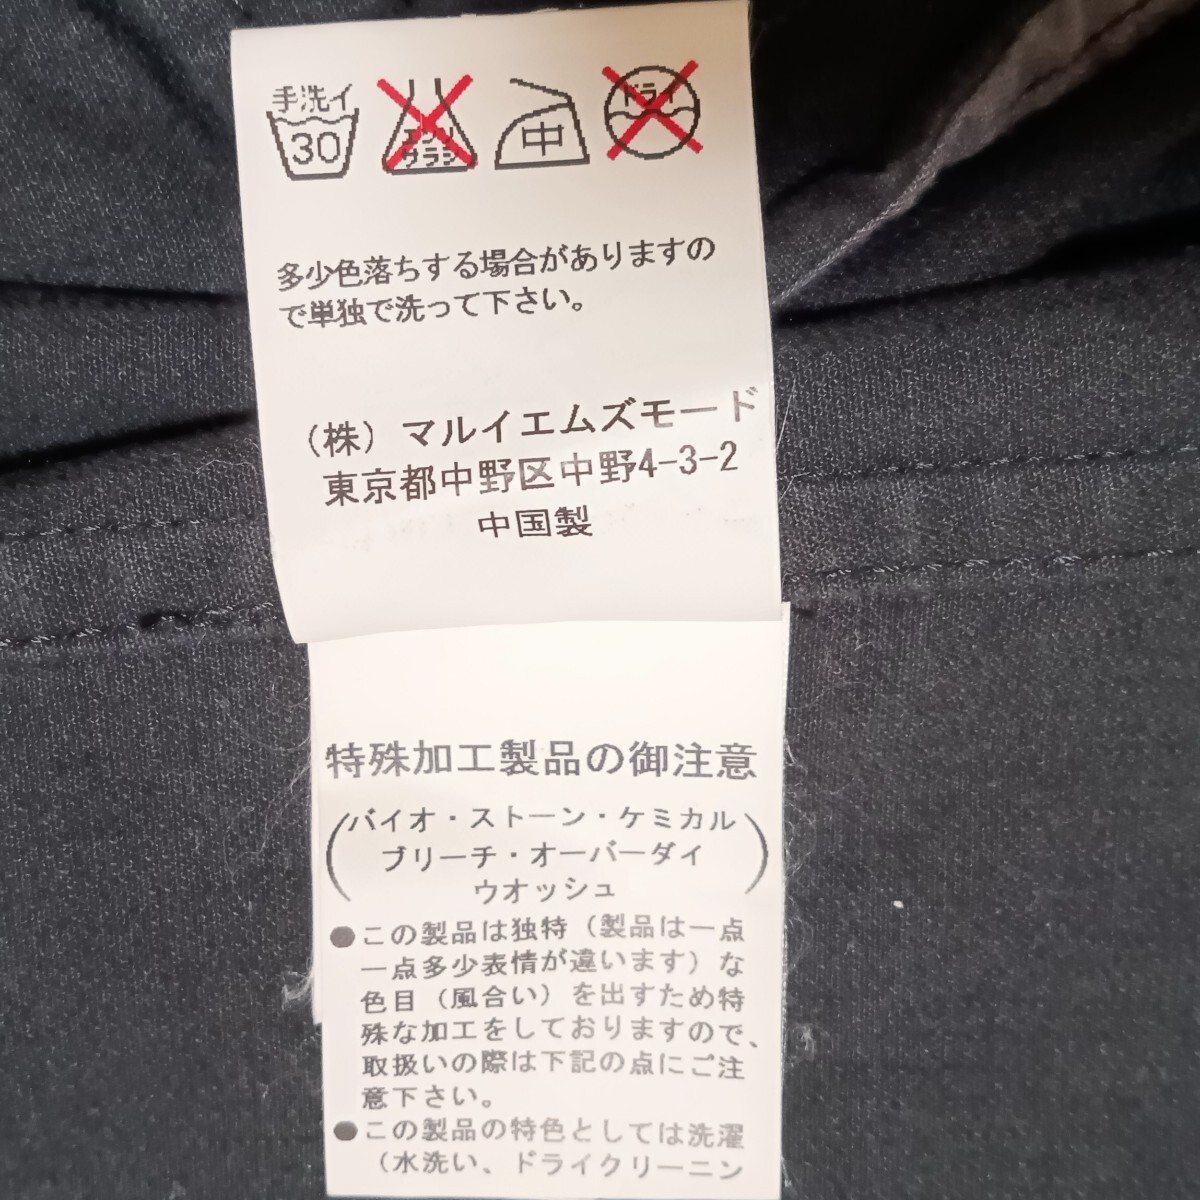 手洗イ
30
エンソ
サラシ
中
ドライ
多少色落ちする場合がありますの
で単独で洗って下さい。
（株）マルイエムズモード
東京都中野区中野4-3-2
中国製
特殊加工製品の御注意
(バイオ・ストーン・ケミカル
ブリーチ・オーバーダイ
ウオッシュ)
●この製品は独特（製品は一点
一点多少表情が違います）な
色目（風合い）を出すため特
殊な加工をしておりますので、
取扱いの際は下記の点にご注
意下さい。
●この製品の特色としては洗濯
（水洗い、ドライクリーニン